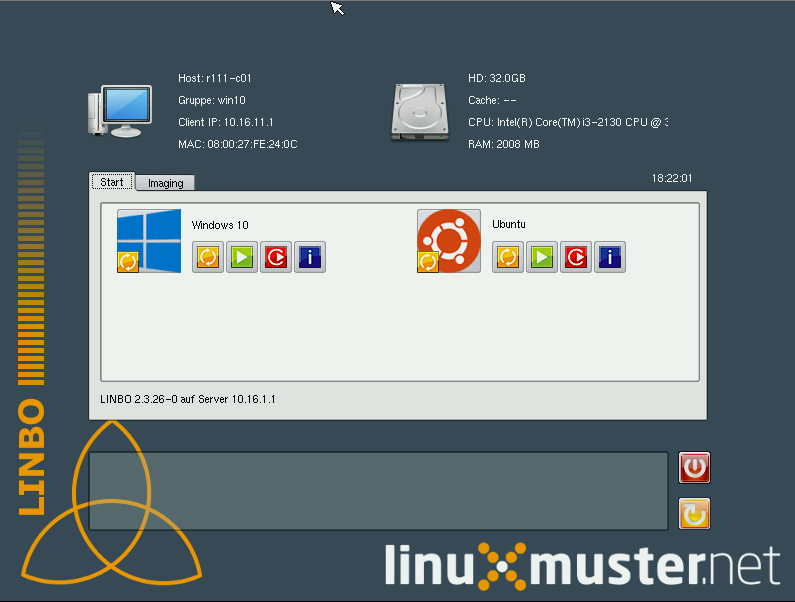 Host: r111-c01
Gruppe: win10
Client IP: 10.16.11.1
MAC: 08:00:27:FE:24:0C
HD: 32.0GB
Cache: --
CPU: Intel(R) Core(TM) i3-2130 CPU @
RAM: 2008 MB
Start
Imaging
18:22:01
Windows 10
Ubuntu
LINBO 2.3.26-0 auf Server 10.16.1.1
LINBO
linuxmuster.net